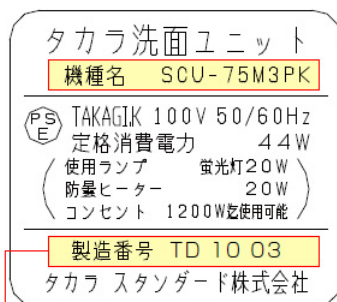 タカラ洗面ユニット
機種名 SCU-75M3PK
PSE TAKAGI.K 100V 50/60Hz
定格消費電力 44W
使用ランプ 蛍光灯20W
防曇ヒーター 20W
コンセント 1200W迄使用可能
製造番号 TD 10 03
タカラ スタンダード株式会社